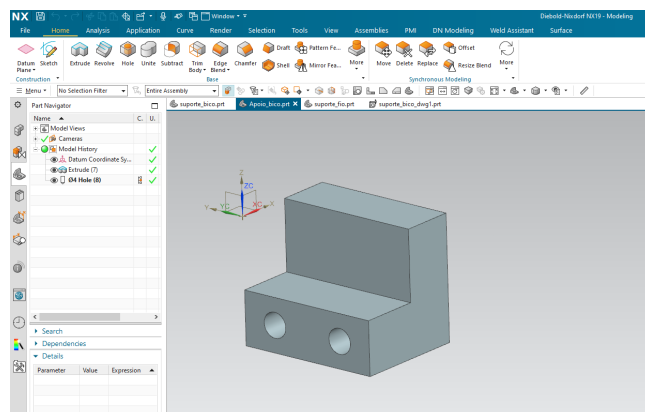 NX Window Diebold-Nixdorf NX19 - Modeling
File Home Analysis Application Curve Render Selection Tools View Assemblies PMI DN Modeling Weld Assistant Surface
Datum Plane Sketch Extrude Revolve Hole Unite Subtract Trim Body Edge Blend Chamfer Draft Shell Pattern Fe... Mirror Fea... More Move Delete Replace Offset Resize Blend More
Construction Base Synchronous Modeling
Menu No Selection Filter Entire Assembly
Part Navigator suporte_bico.prt Apoio_bico.prt suporte_fio.prt suporte_bico_dwg1.prt
Name C. U.
Model Views
Cameras
Model History
Datum Coordinate Sy...
Extrude (7)
Ø4 Hole (8)
Z
ZC
Y YC XC X
Search
Dependencies
Details
Parameter Value Expression